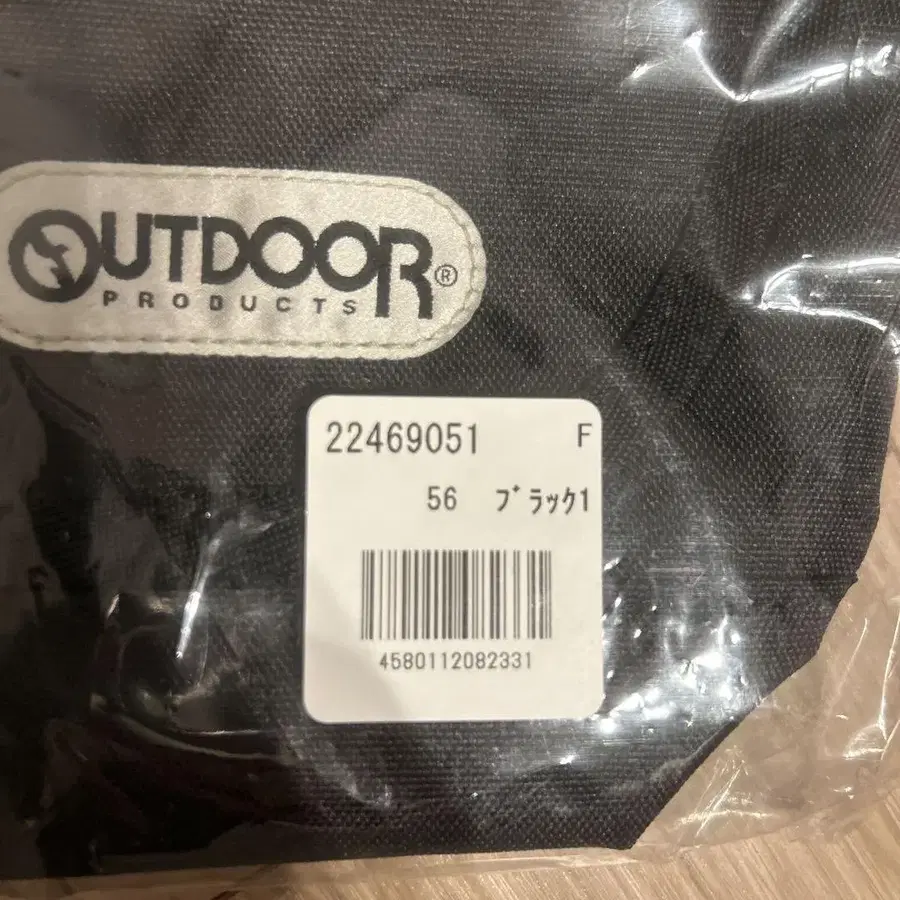 OUTDOOR®
PRODUCTS
22469051 F
56 ﾌﾞﾗｯｸ1
4580112082331